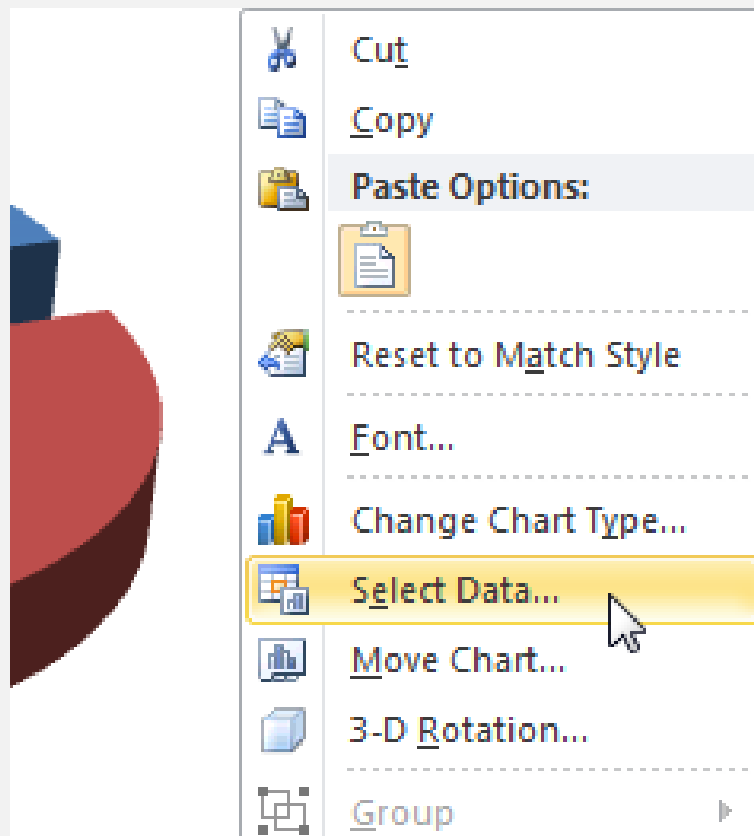 Cut
Copy
Paste Options:
Reset to Match Style
Font...
Change Chart Type...
Select Data...
Move Chart...
3-D Rotation...
Group